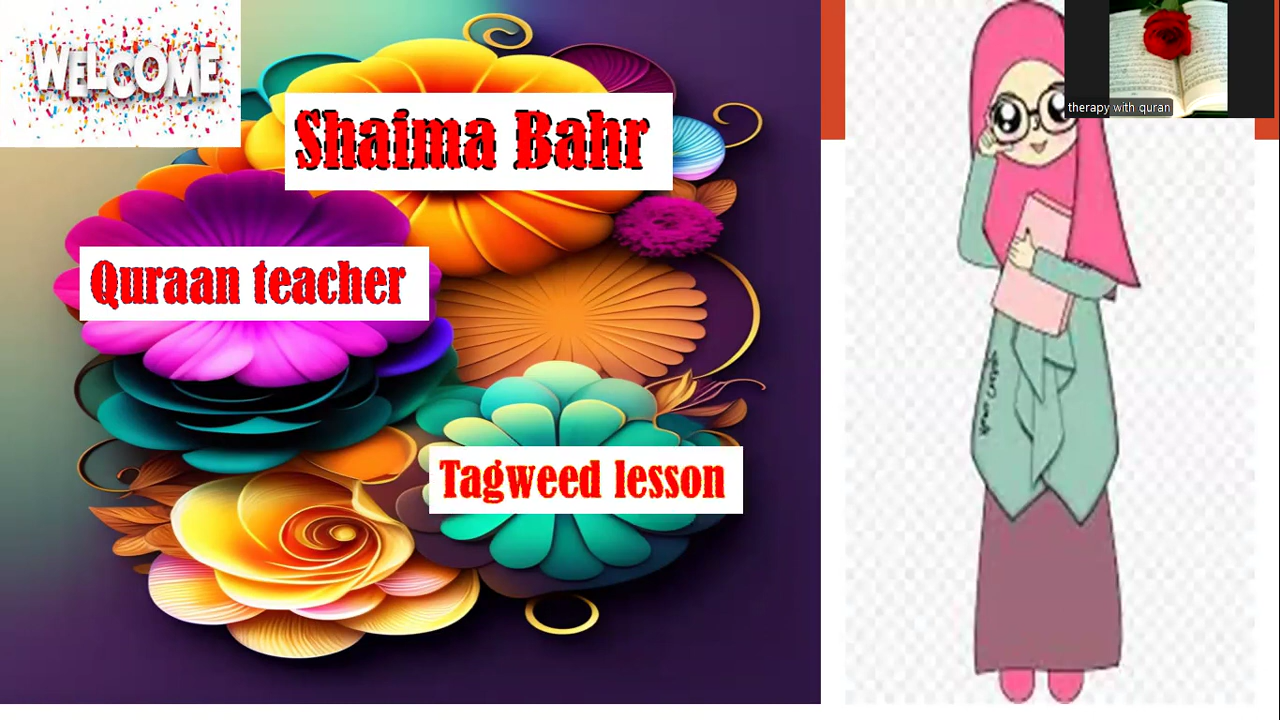 WELCOME
Shaima Bahr
Quraan teacher
Tagweed lesson
therapy with quran